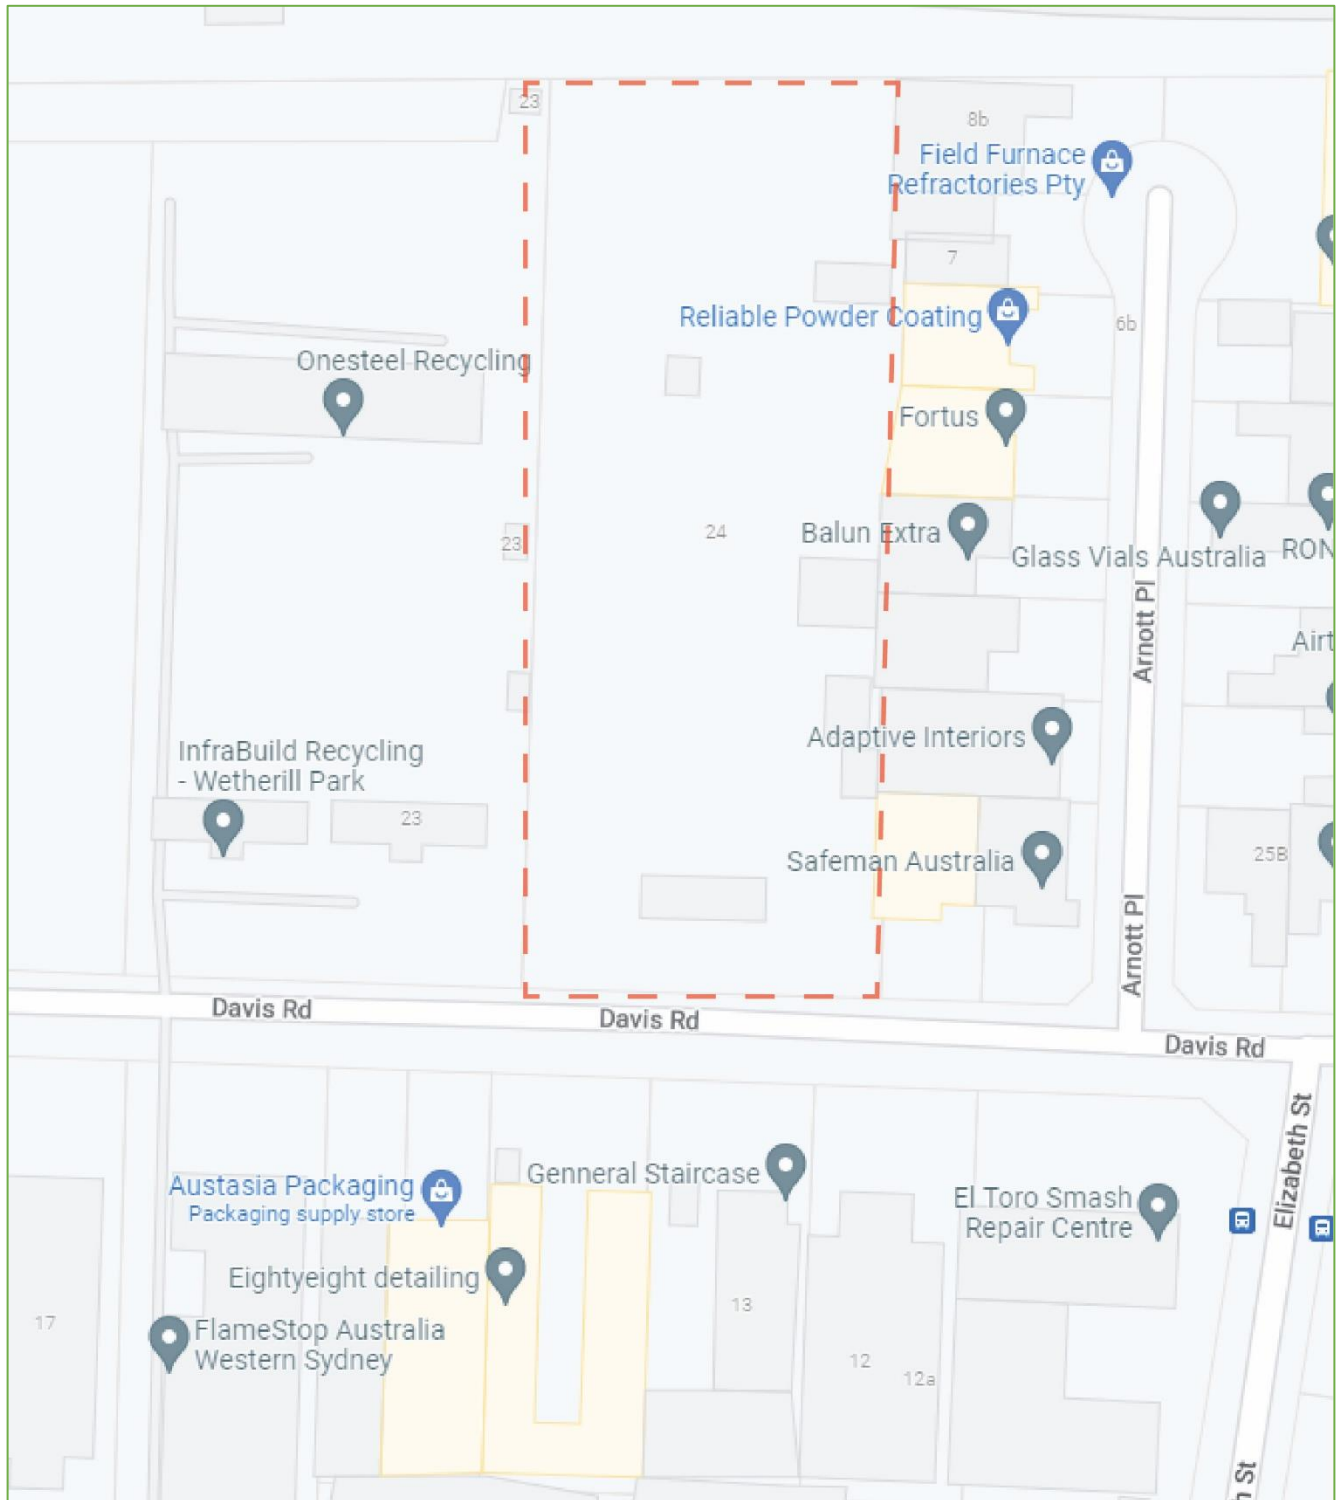 23
8b
Field Furnace
Refractories Pty
7
Reliable Powder Coating
6b
Onesteel Recycling
Fortus
24
23
Balun Extra
Glass Vials Australia
RON
Arnott Pl
Airt
Adaptive Interiors
InfraBuild Recycling
- Wetherill Park
23
Safeman Australia
25B
Arnott Pl
Davis Rd
Davis Rd
Davis Rd
Elizabeth St
Genneral Staircase
Austasia Packaging
Packaging supply store
El Toro Smash
Repair Centre
Eightyeight detailing
13
17
FlameStop Australia
Western Sydney
12
12a
h St